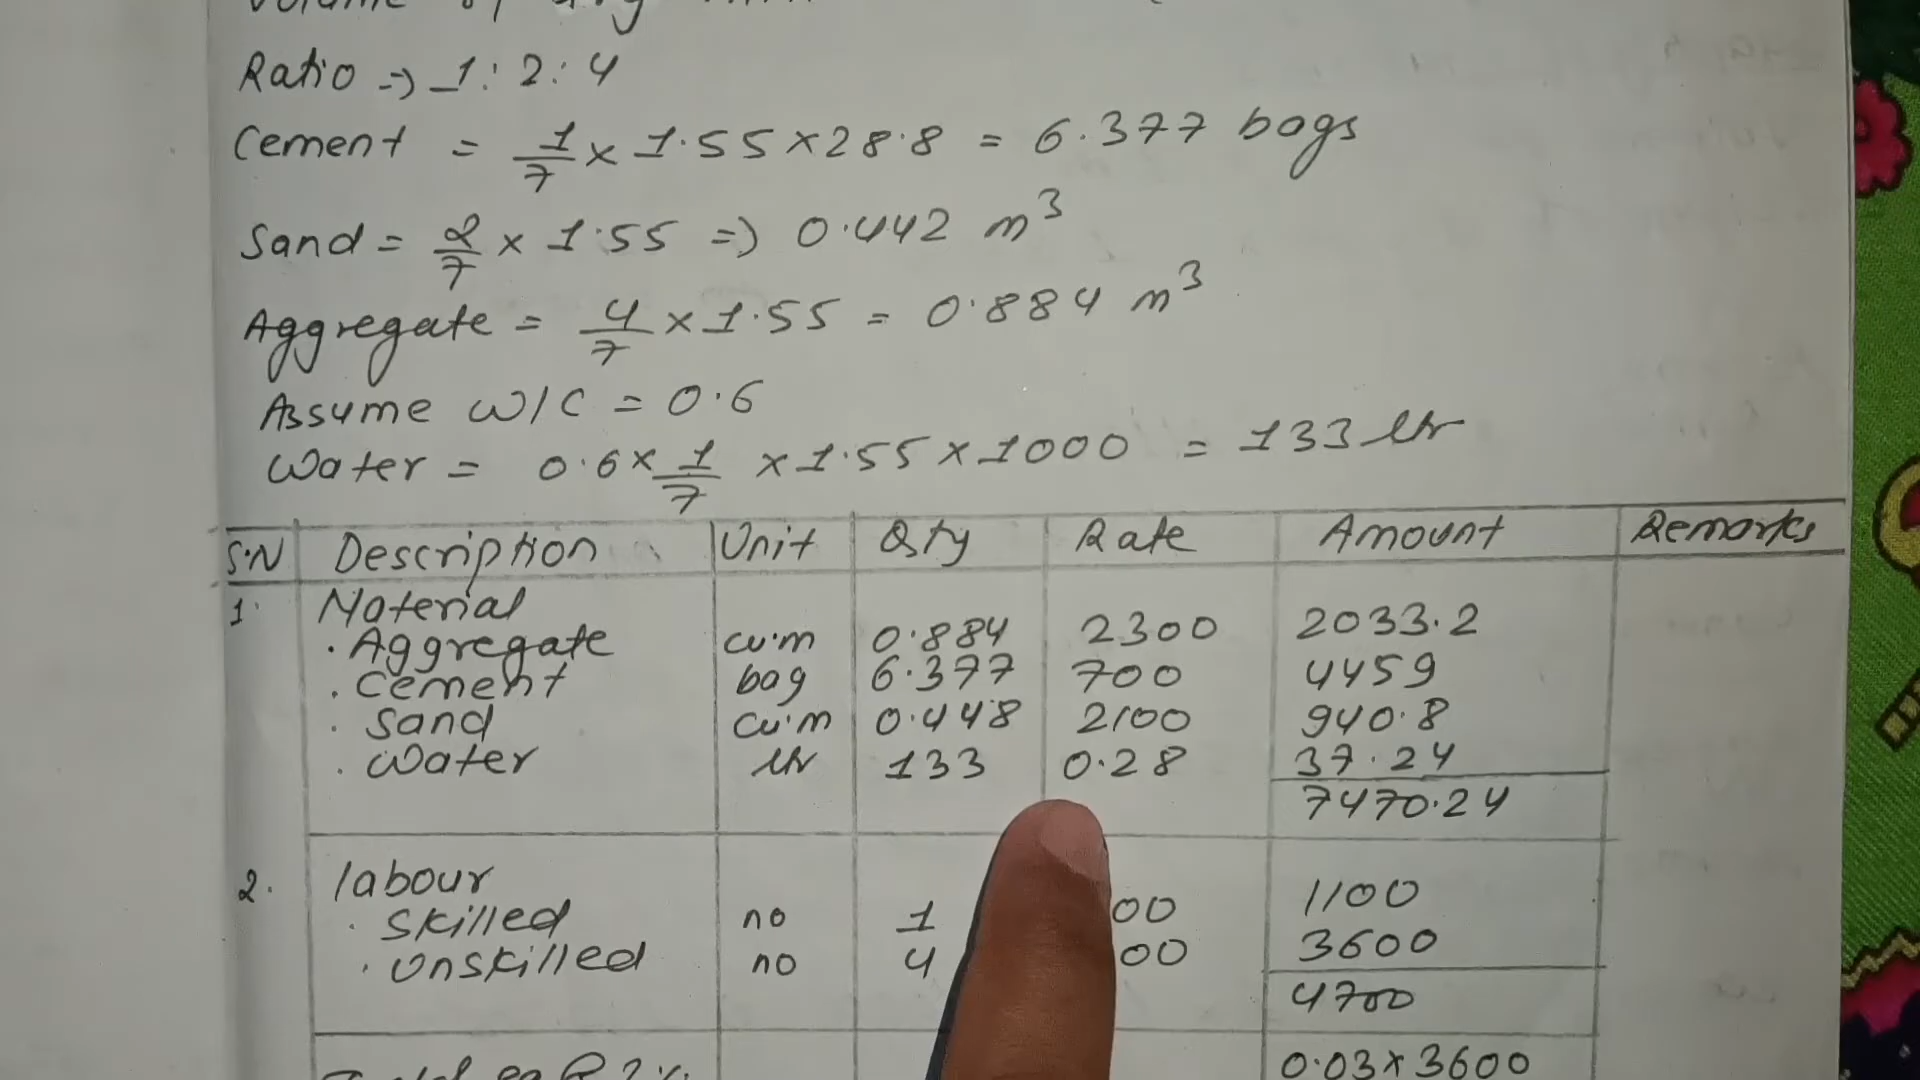 Ratio => 1:2:4
Cement = 1/7 x 1.55 x 28.8 = 6.377 bags
Sand = 2/7 x 1.55 => 0.442 m³
Aggregate = 4/7 x 1.55 = 0.884 m³
Assume w/c = 0.6
Water = 0.6 x 1/7 x 1.55 x 1000 = 133 ltr
S.N Description Unit Qty Rate Amount Remarks
1. Material
. Aggregate cu.m 0.884 2300 2033.2
. Cement bag 6.377 700 4459
. Sand cu.m 0.448 2100 940.8
. Water ltr 133 0.28 37.24
7470.24
2. labour
. Skilled no 1 00 1100
. Unskilled no 4 00 3600
4700
0.03 x 3600